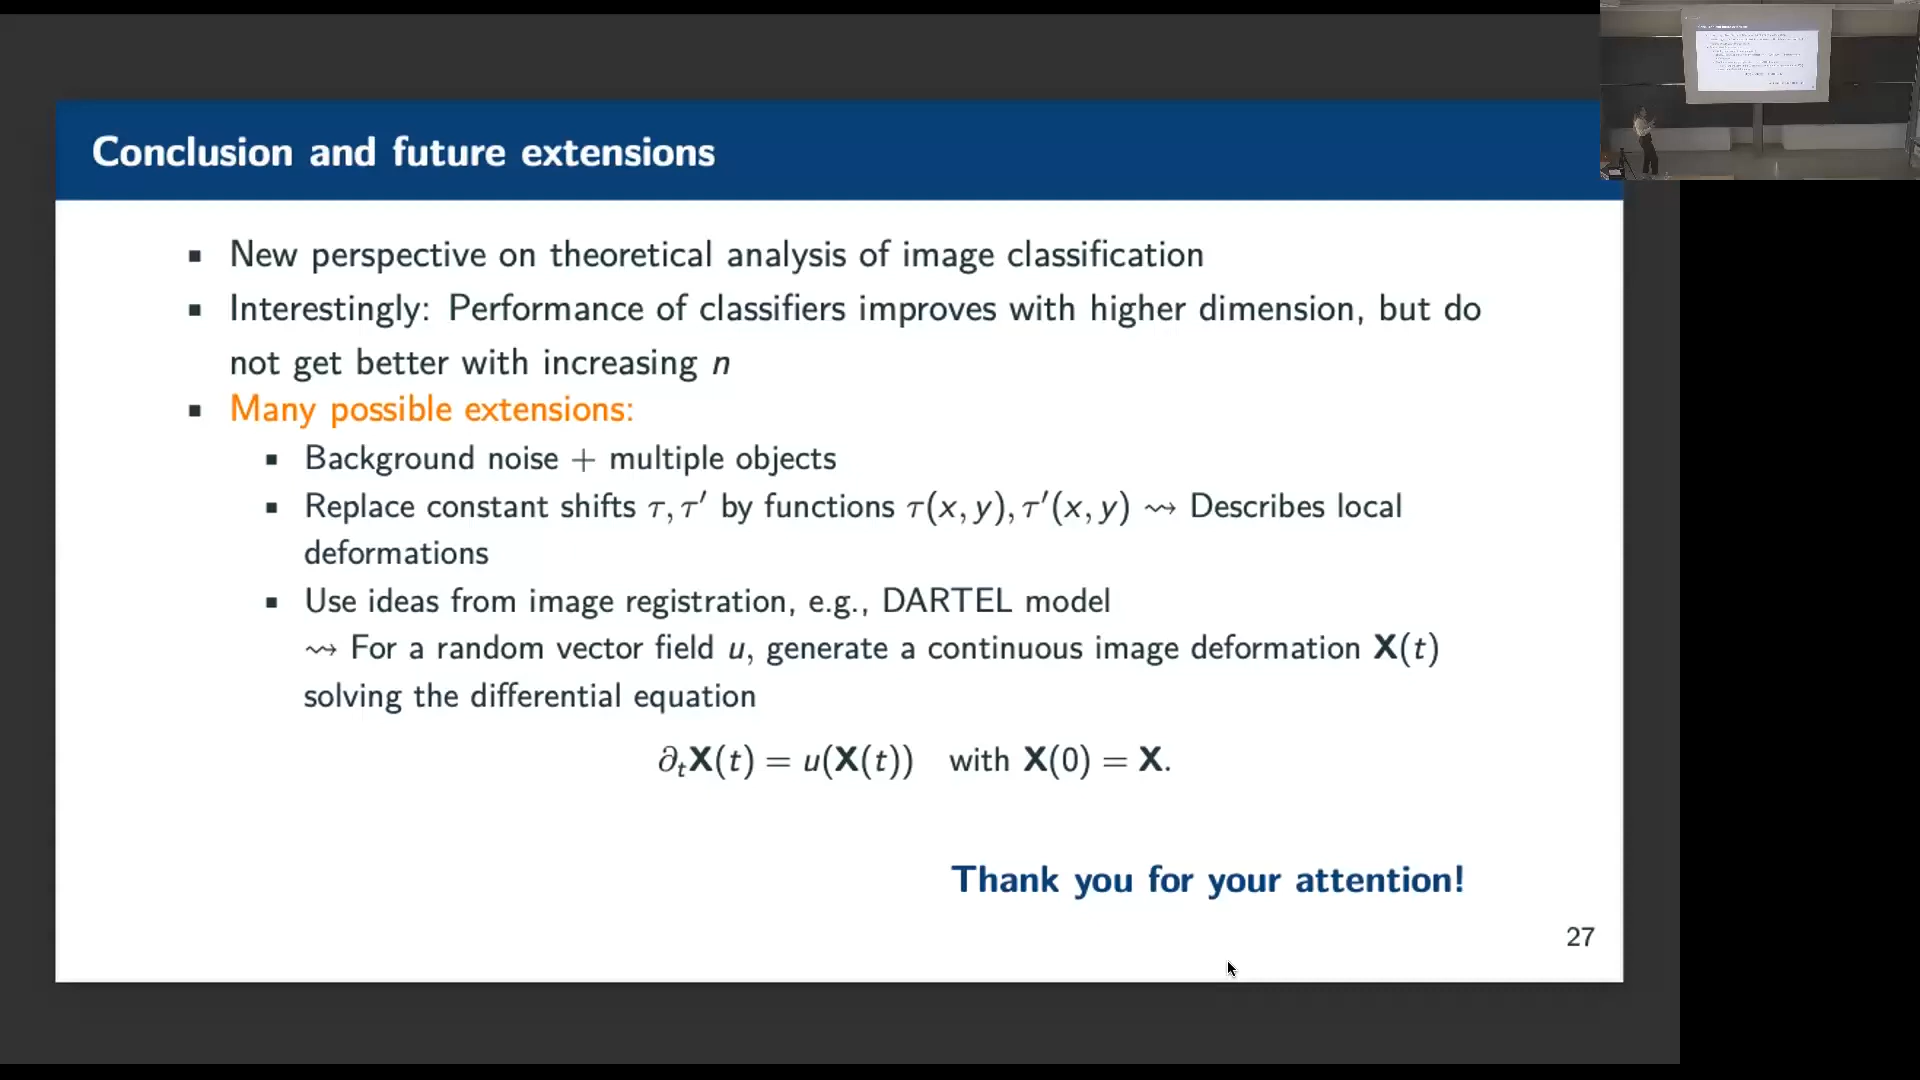 Conclusion and future extensions
▪ New perspective on theoretical analysis of image classification
▪ Interestingly: Performance of classifiers improves with higher dimension, but do
not get better with increasing n
▪ Many possible extensions:
▪ Background noise + multiple objects
▪ Replace constant shifts τ, τ′ by functions τ(x, y), τ′(x, y) ⇝ Describes local
deformations
▪ Use ideas from image registration, e.g., DARTEL model
⇝ For a random vector field u, generate a continuous image deformation X(t)
solving the differential equation
∂ₜX(t) = u(X(t)) with X(0) = X.
Thank you for your attention!
27